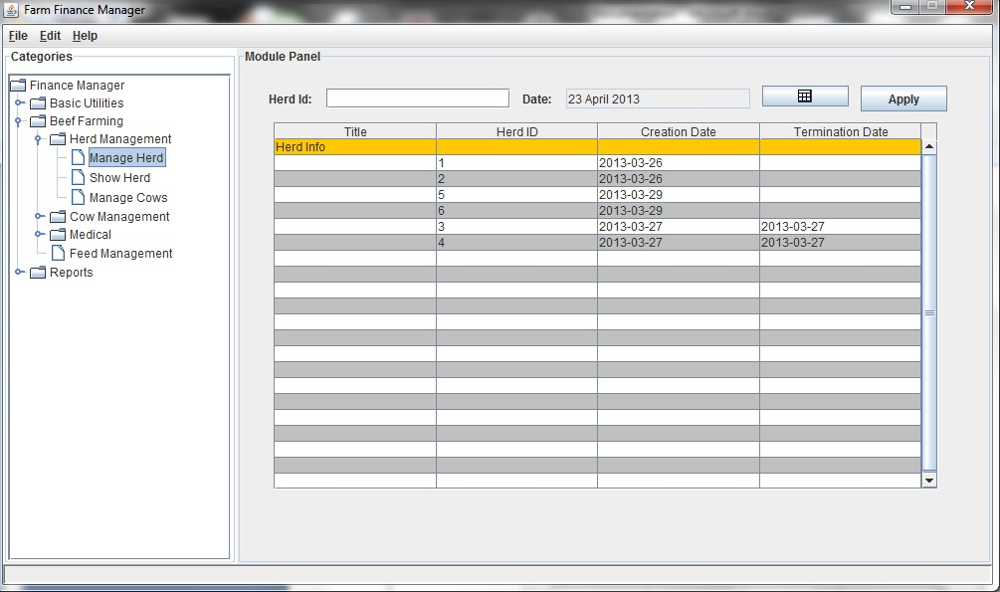 Farm Finance Manager
File Edit Help
Categories
Finance Manager
Basic Utilities
Beef Farming
Herd Management
Manage Herd
Show Herd
Manage Cows
Cow Management
Medical
Feed Management
Reports
Module Panel
Herd Id: Date: 23 April 2013 Apply
Title Herd ID Creation Date Termination Date
Herd Info
1 2013-03-26
2 2013-03-26
5 2013-03-29
6 2013-03-29
3 2013-03-27 2013-03-27
4 2013-03-27 2013-03-27